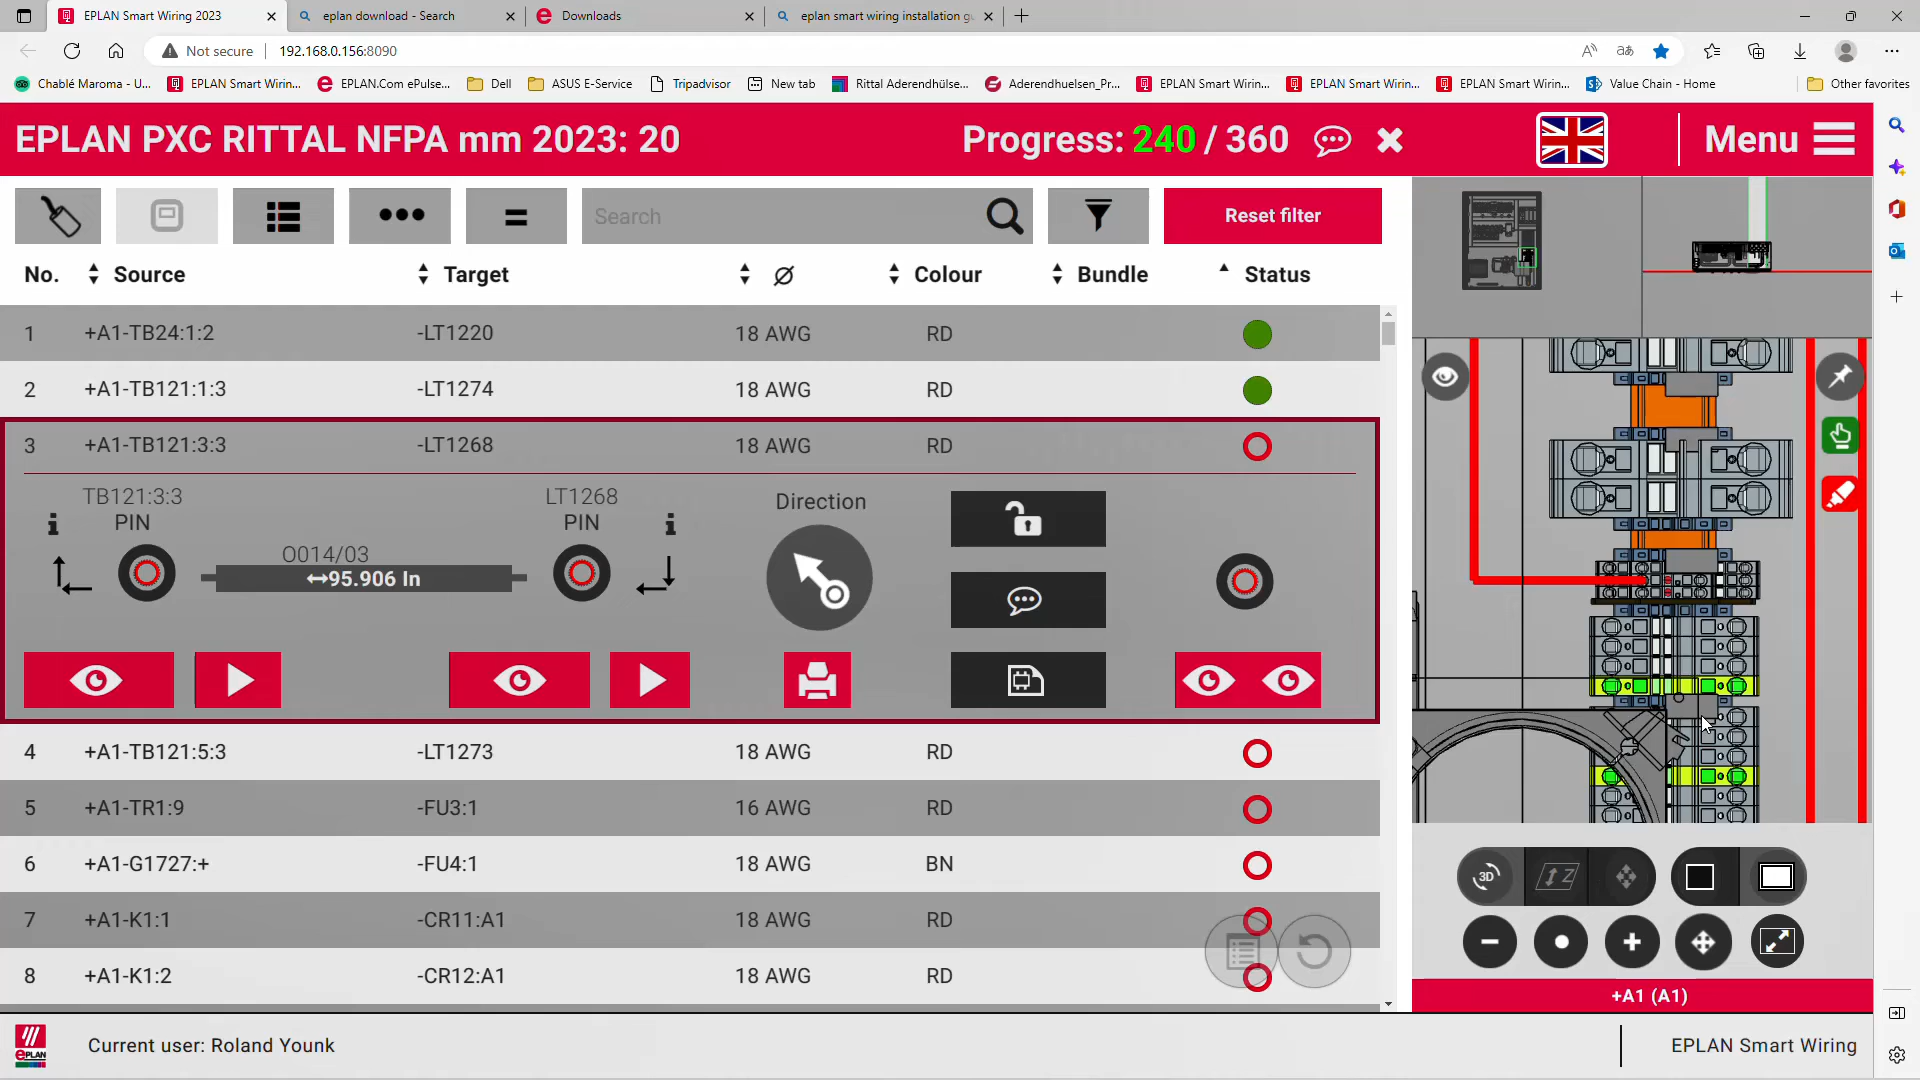 EPLAN Smart Wiring 2023
eplan download - Search
Downloads
eplan smart wiring installation gu
Not secure
192.168.0.156:8090
Chablé Maroma - U...
EPLAN Smart Wirin...
EPLAN.Com ePulse...
Dell
ASUS E-Service
Tripadvisor
New tab
Rittal Aderendhülse...
Aderendhuelsen_Pr...
EPLAN Smart Wirin...
EPLAN Smart Wirin...
EPLAN Smart Wirin...
Value Chain - Home
Other favorites
EPLAN PXC RITTAL NFPA mm 2023: 20
Progress: 240 / 360
Menu
Search
Reset filter
No. Source Target Ø Colour Bundle Status
1 +A1-TB24:1:2 -LT1220 18 AWG RD
2 +A1-TB121:1:3 -LT1274 18 AWG RD
3 +A1-TB121:3:3 -LT1268 18 AWG RD
TB121:3:3
PIN
LT1268
PIN
Direction
O014/03
95.906 In
4 +A1-TB121:5:3 -LT1273 18 AWG RD
5 +A1-TR1:9 -FU3:1 16 AWG RD
6 +A1-G1727:+ -FU4:1 18 AWG BN
7 +A1-K1:1 -CR11:A1 18 AWG RD
8 +A1-K1:2 -CR12:A1 18 AWG RD
3D
Z
+A1 (A1)
ePLAN
Current user: Roland Younk
EPLAN Smart Wiring